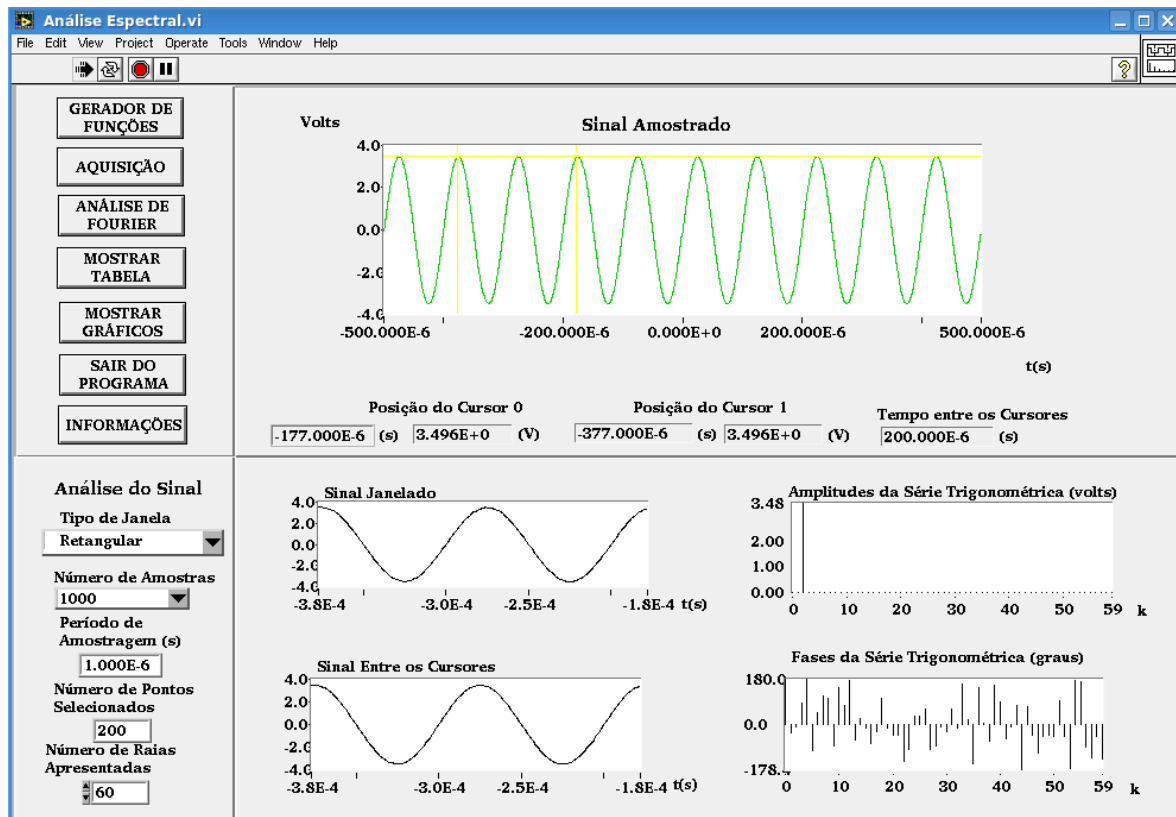 Análise Espectral.vi
File Edit View Project Operate Tools Window Help
GERADOR DE
FUNÇÕES
AQUISIÇÃO
ANÁLISE DE
FOURIER
MOSTRAR
TABELA
MOSTRAR
GRÁFICOS
SAIR DO
PROGRAMA
INFORMAÇÕES
Volts
Sinal Amostrado
4.0
2.0
0.0
-2.0
-4.0
-500.000E-6 -200.000E-6 0.000E+0 200.000E-6 500.000E-6
t(s)
Posição do Cursor 0
-177.000E-6 (s) 3.496E+0 (V)
Posição do Cursor 1
-377.000E-6 (s) 3.496E+0 (V)
Tempo entre os Cursores
200.000E-6 (s)
Análise do Sinal
Tipo de Janela
Retangular
Número de Amostras
1000
Período de
Amostragem (s)
1.000E-6
Número de Pontos
Selecionados
200
Número de Raias
Apresentadas
60
Sinal Janelado
4.0
2.0
0.0
-2.0
-4.0
-3.8E-4 -3.0E-4 -2.5E-4 -1.8E-4 t(s)
Amplitudes da Série Trigonométrica (volts)
3.48
2.00
1.00
0.00
0 10 20 30 40 50 59 k
Sinal Entre os Cursores
4.0
2.0
0.0
-2.0
-4.0
-3.8E-4 -3.0E-4 -2.5E-4 -1.8E-4 t(s)
Fases da Série Trigonométrica (graus)
180.0
0.0
-178.
0 10 20 30 40 50 59 k